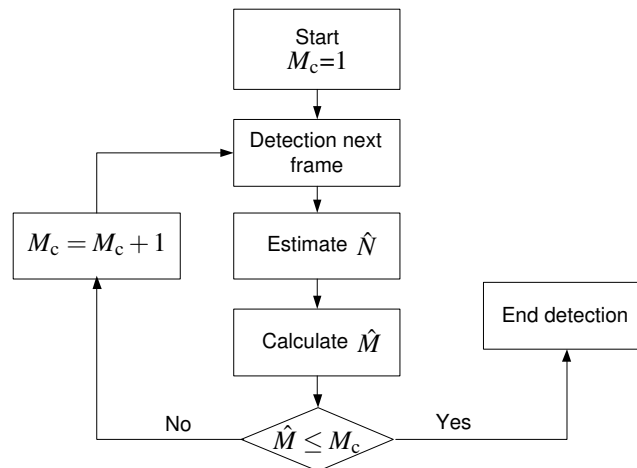 Start
M_c=1
Detection next
frame
M_c = M_c + 1
Estimate N̂
Calculate M̂
End detection
No
M̂ ≤ M_c
Yes